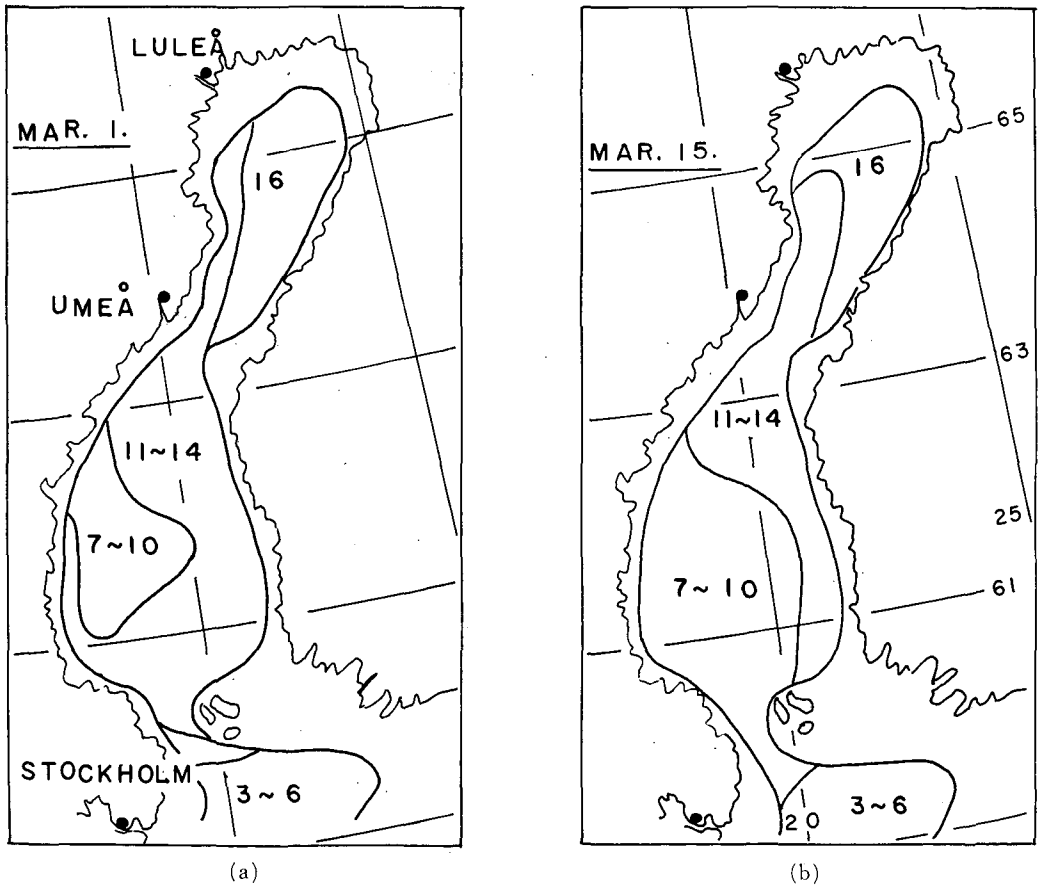 LULEÅ
MAR. 1.
16
UMEÅ
11~14
7~10
STOCKHOLM
3~6
(a)
65
MAR. 15.
16
63
11~14
25
7~10
61
3~6
20
(b)